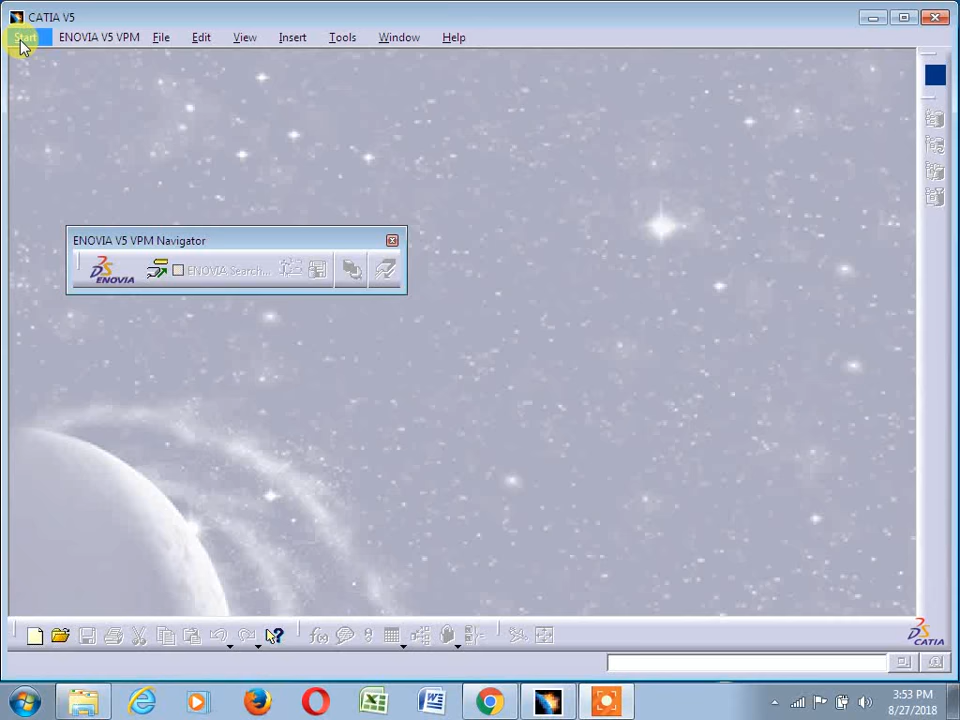 CATIA V5
Start ENOVIA V5 VPM File Edit View Insert Tools Window Help
ENOVIA V5 VPM Navigator
ENOVIA ENOVIA Search...
f(x)
CATIA
3:53 PM
8/27/2018